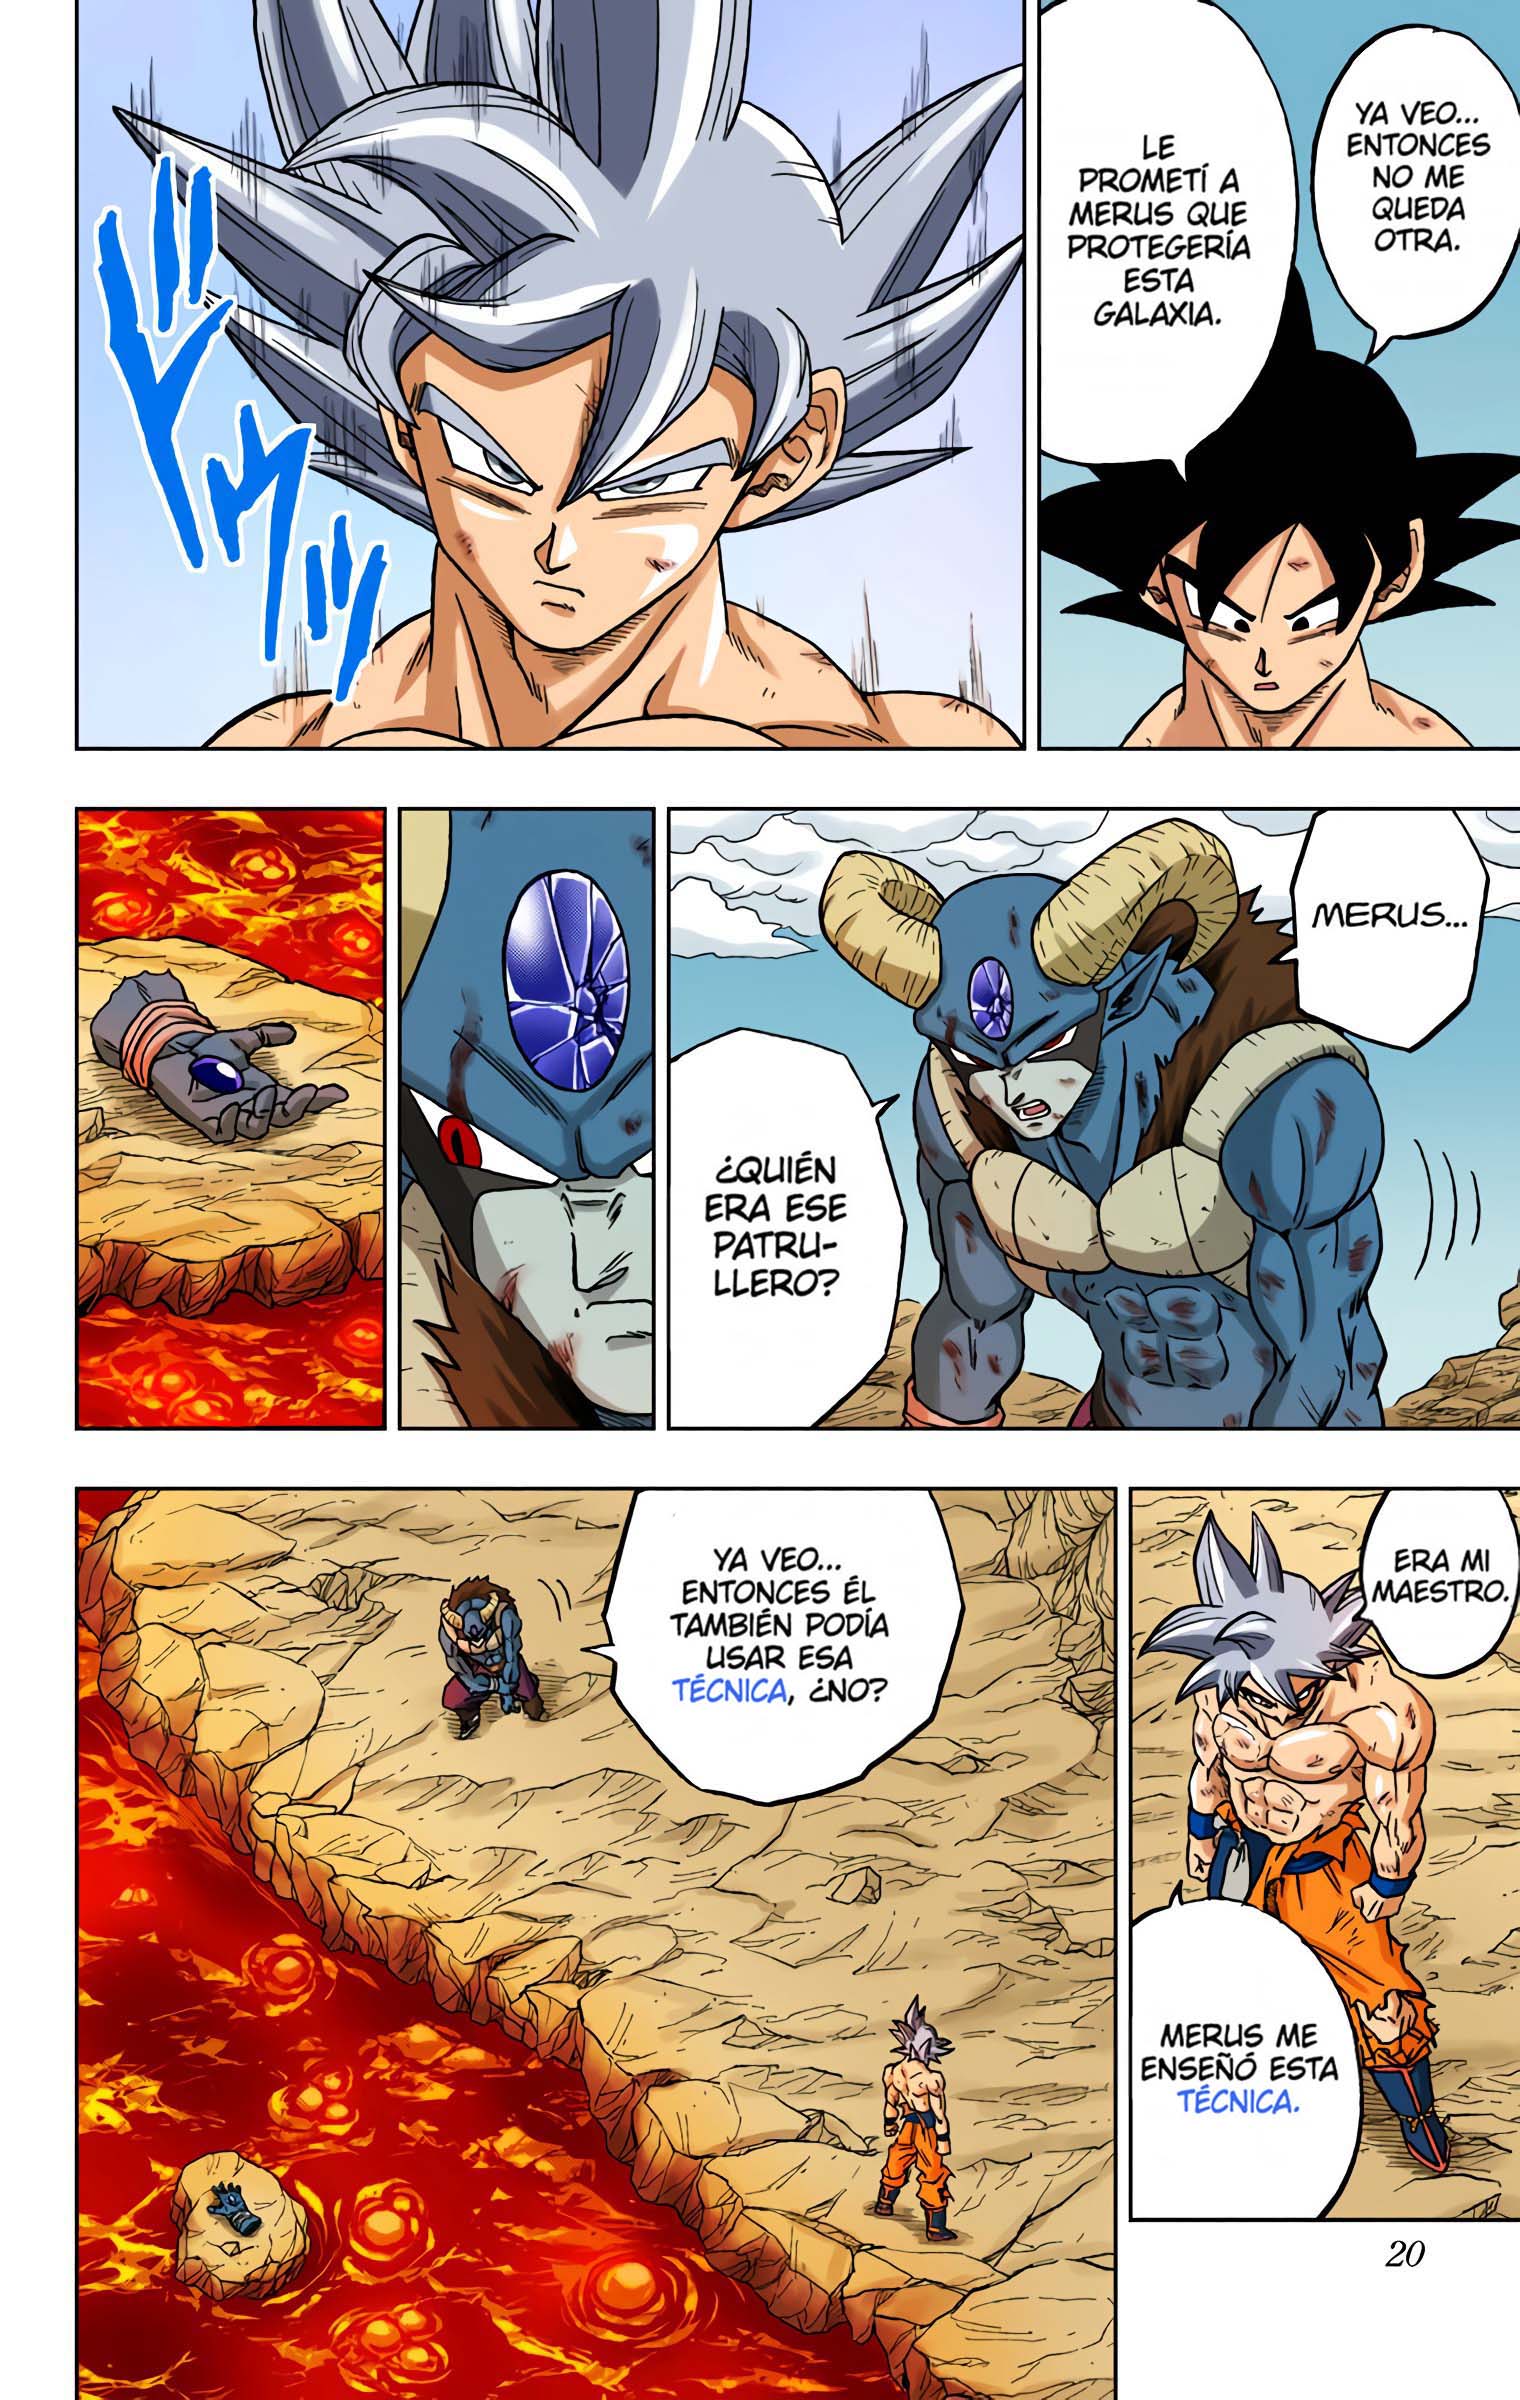 YA VEO...
ENTONCES
NO ME
QUEDA
OTRA.
LE
PROMETÍ A
MERUS QUE
PROTEGERÍA
ESTA
GALAXIA.
MERUS...
¿QUIÉN
ERA ESE
PATRU-
LLERO?
ERA MI
MAESTRO.
MERUS ME
ENSEÑÓ ESTA
TÉCNICA.
YA VEO...
ENTONCES ÉL
TAMBIÉN PODÍA
USAR ESA
TÉCNICA, ¿NO?
20